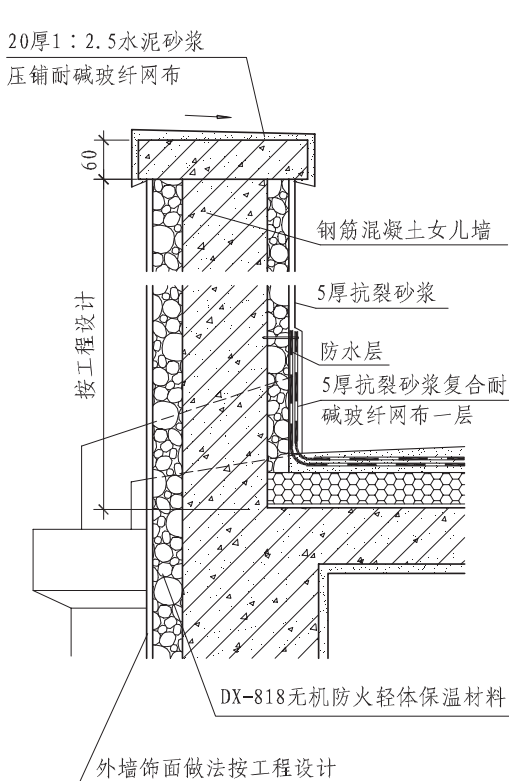 20厚1：2.5水泥砂浆
压铺耐碱玻纤网布
60
钢筋混凝土女儿墙
按工程设计
5厚抗裂砂浆
防水层
5厚抗裂砂浆复合耐
碱玻纤网布一层
DX-818无机防火轻体保温材料
外墙饰面做法按工程设计